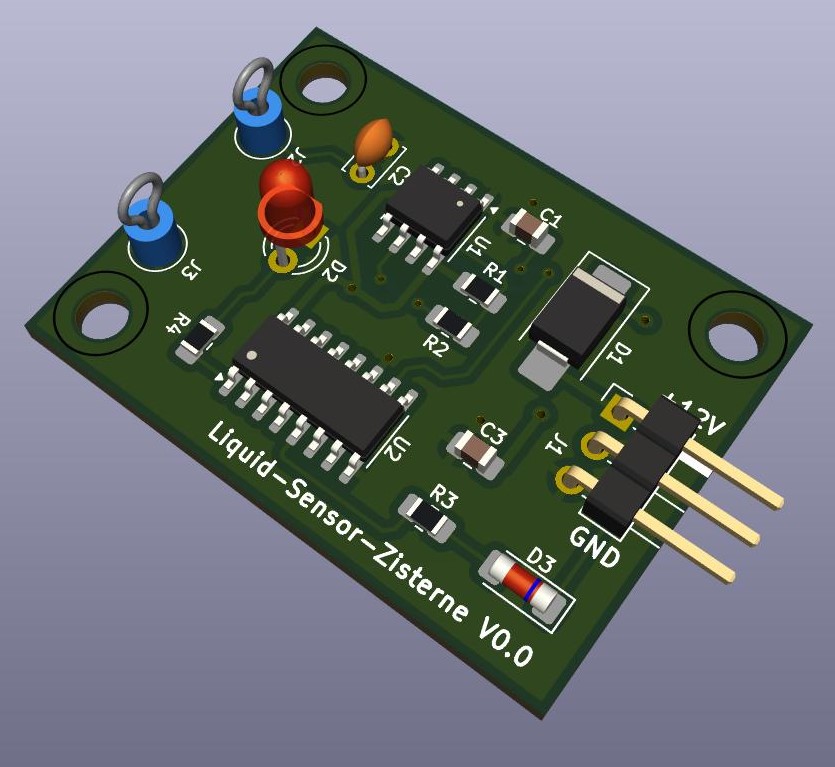 C2
U1
C1
J3
D2
R1
R4
R2
D1
+12V
U2
C3
J1
R3
GND
D3
Liquid-Sensor-Zisterne V0.0